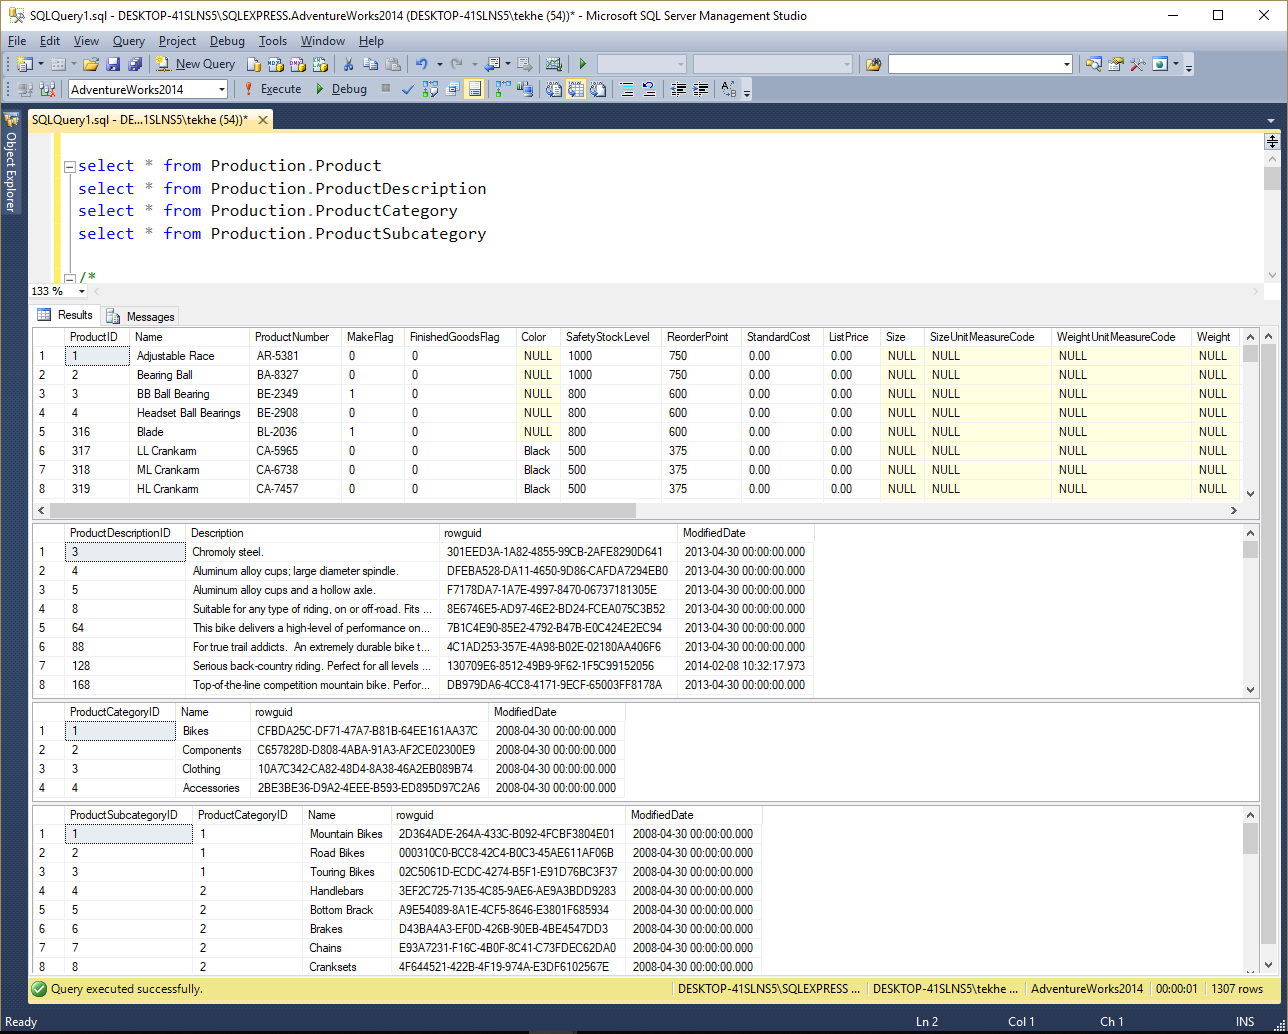 SQLQuery1.sql - DESKTOP-41SLNS5\SQLEXPRESS.AdventureWorks2014 (DESKTOP-41SLNS5\tekhe (54))* - Microsoft SQL Server Management Studio
File Edit View Query Project Debug Tools Window Help
New Query
AdventureWorks2014 Execute Debug
SQLQuery1.sql - DE...1SLNS5\tekhe (54))*
Object Explorer
select * from Production.Product
select * from Production.ProductDescription
select * from Production.ProductCategory
select * from Production.ProductSubcategory
/*
133 %
Results Messages
ProductID Name ProductNumber MakeFlag FinishedGoodsFlag Color SafetyStockLevel ReorderPoint StandardCost ListPrice Size SizeUnitMeasureCode WeightUnitMeasureCode Weight
1 1 Adjustable Race AR-5381 0 0 NULL 1000 750 0.00 0.00 NULL NULL NULL NULL
2 2 Bearing Ball BA-8327 0 0 NULL 1000 750 0.00 0.00 NULL NULL NULL NULL
3 3 BB Ball Bearing BE-2349 1 0 NULL 800 600 0.00 0.00 NULL NULL NULL NULL
4 4 Headset Ball Bearings BE-2908 0 0 NULL 800 600 0.00 0.00 NULL NULL NULL NULL
5 316 Blade BL-2036 1 0 NULL 800 600 0.00 0.00 NULL NULL NULL NULL
6 317 LL Crankarm CA-5965 0 0 Black 500 375 0.00 0.00 NULL NULL NULL NULL
7 318 ML Crankarm CA-6738 0 0 Black 500 375 0.00 0.00 NULL NULL NULL NULL
8 319 HL Crankarm CA-7457 0 0 Black 500 375 0.00 0.00 NULL NULL NULL NULL
ProductDescriptionID Description rowguid ModifiedDate
1 3 Chromoly steel. 301EED3A-1A82-4855-99CB-2AFE8290D641 2013-04-30 00:00:00.000
2 4 Aluminum alloy cups; large diameter spindle. DFEBA528-DA11-4650-9D86-CAFDA7294EB0 2013-04-30 00:00:00.000
3 5 Aluminum alloy cups and a hollow axle. F7178DA7-1A7E-4997-8470-06737181305E 2013-04-30 00:00:00.000
4 8 Suitable for any type of riding, on or off-road. Fits ... 8E6746E5-AD97-46E2-BD24-FCEA075C3B52 2013-04-30 00:00:00.000
5 64 This bike delivers a high-level of performance on... 7B1C4E90-85E2-4792-B47B-E0C424E2EC94 2013-04-30 00:00:00.000
6 88 For true trail addicts.  An extremely durable bike t... 4C1AD253-357E-4A98-B02E-02180AA406F6 2013-04-30 00:00:00.000
7 128 Serious back-country riding. Perfect for all levels ... 130709E6-8512-49B9-9F62-1F5C99152056 2014-02-08 10:32:17.973
8 168 Top-of-the-line competition mountain bike. Perfor... DB979DA6-4CC8-4171-9ECF-65003FF8178A 2013-04-30 00:00:00.000
ProductCategoryID Name rowguid ModifiedDate
1 1 Bikes CFBDA25C-DF71-47A7-B81B-64EE161AA37C 2008-04-30 00:00:00.000
2 2 Components C657828D-D808-4ABA-91A3-AF2CE02300E9 2008-04-30 00:00:00.000
3 3 Clothing 10A7C342-CA82-48D4-8A38-46A2EB089B74 2008-04-30 00:00:00.000
4 4 Accessories 2BE3BE36-D9A2-4EEE-B593-ED895D97C2A6 2008-04-30 00:00:00.000
ProductSubcategoryID ProductCategoryID Name rowguid ModifiedDate
1 1 1 Mountain Bikes 2D364ADE-264A-433C-B092-4FCBF3804E01 2008-04-30 00:00:00.000
2 2 1 Road Bikes 000310C0-BCC8-42C4-B0C3-45AE611AF06B 2008-04-30 00:00:00.000
3 3 1 Touring Bikes 02C5061D-ECDC-4274-B5F1-E91D76BC3F37 2008-04-30 00:00:00.000
4 4 2 Handlebars 3EF2C725-7135-4C85-9AE6-AE9A3BDD9283 2008-04-30 00:00:00.000
5 5 2 Bottom Brack A9E54089-8A1E-4CF5-8646-E3801F685934 2008-04-30 00:00:00.000
6 6 2 Brakes D43BA4A3-EF0D-426B-90EB-4BE4547DD3 2008-04-30 00:00:00.000
7 7 2 Chains E93A7231-F16C-4B0F-8C41-C73FDEC62DA0 2008-04-30 00:00:00.000
8 8 2 Cranksets 4F644521-422B-4F19-974A-E3DF6102567E 2008-04-30 00:00:00.000
Query executed successfully. DESKTOP-41SLNS5\SQLEXPRESS ... DESKTOP-41SLNS5\tekhe ... AdventureWorks2014 00:00:01 1307 rows
Ready Ln 2 Col 1 Ch 1 INS